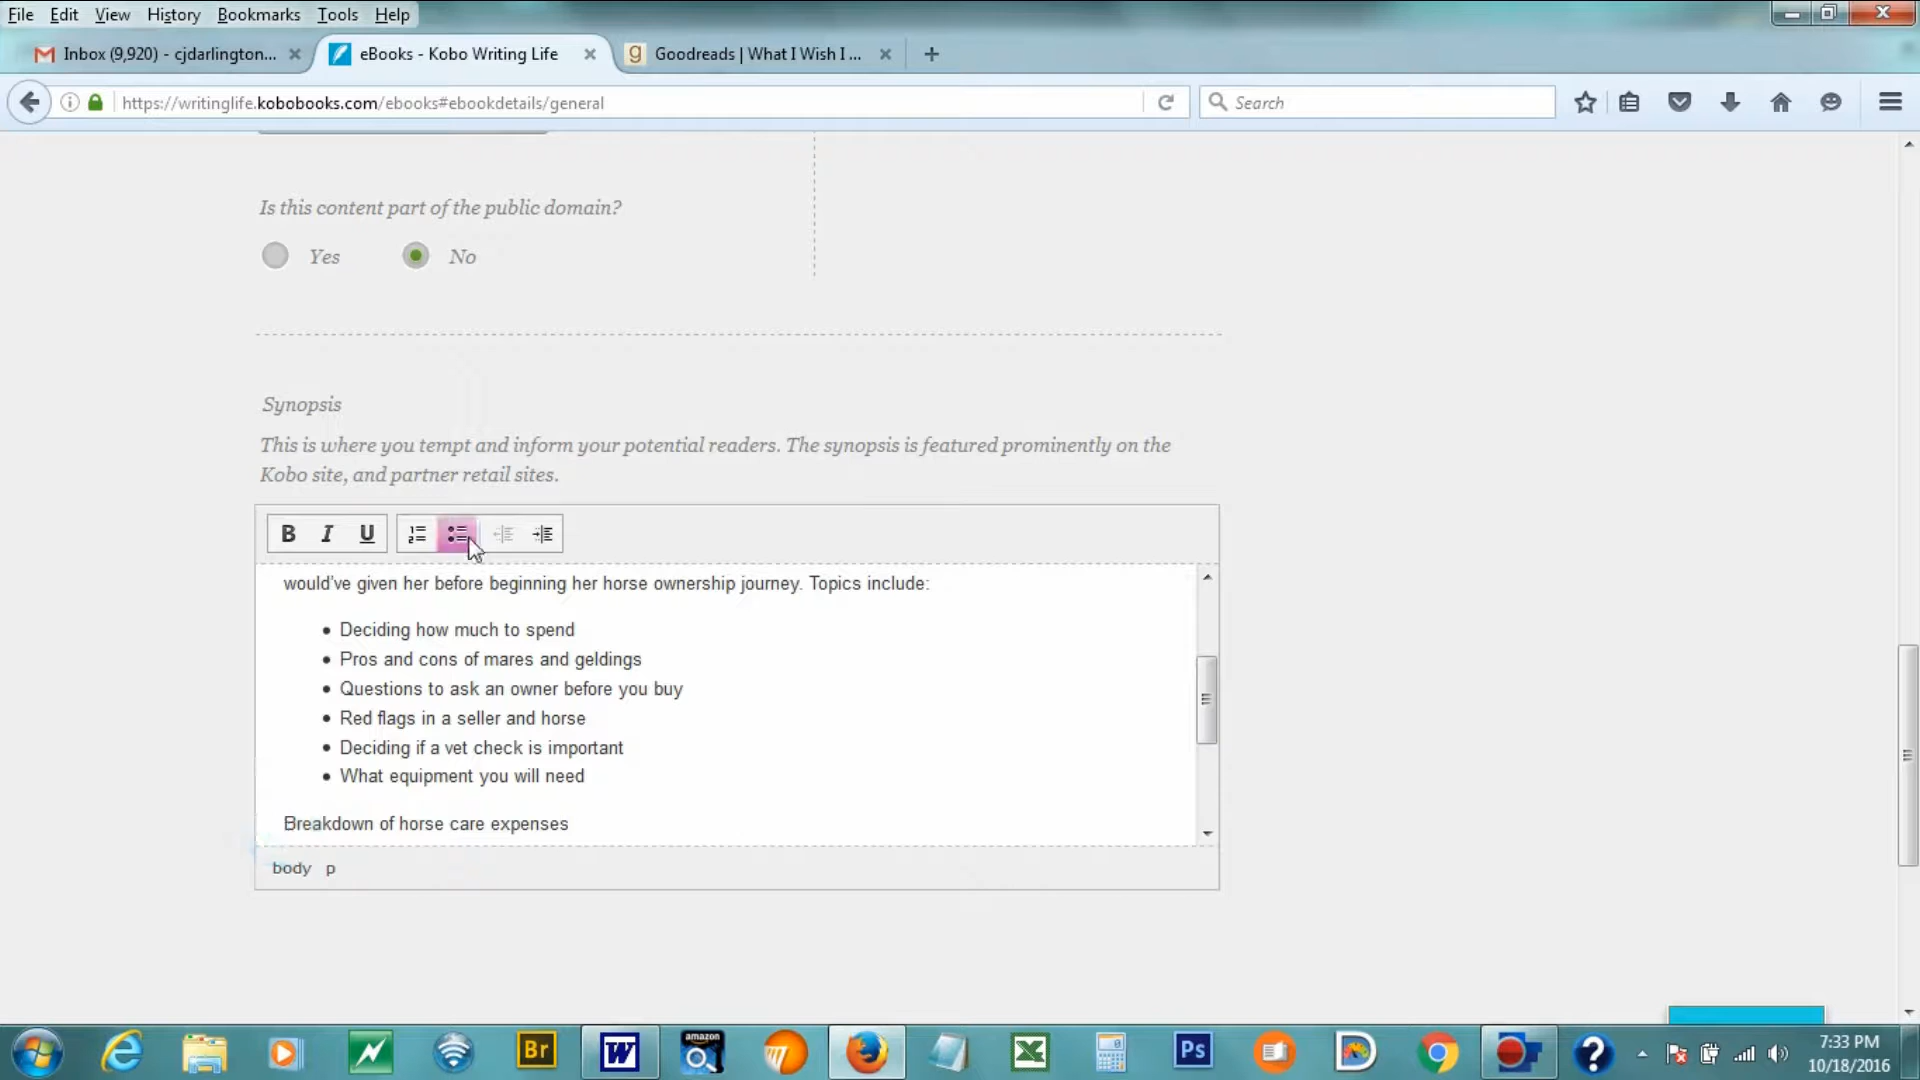 File Edit View History Bookmarks Tools Help
Inbox (9,920) - cjdarlington... eBooks - Kobo Writing Life Goodreads | What I Wish I ...
https://writinglife.kobobooks.com/ebooks#ebookdetails/general Search
Is this content part of the public domain?
Yes No
Synopsis
This is where you tempt and inform your potential readers. The synopsis is featured prominently on the
Kobo site, and partner retail sites.
B I U
would've given her before beginning her horse ownership journey. Topics include:
• Deciding how much to spend
• Pros and cons of mares and geldings
• Questions to ask an owner before you buy
• Red flags in a seller and horse
• Deciding if a vet check is important
• What equipment you will need
Breakdown of horse care expenses
body p
Br W amazon Ps
7:33 PM
10/18/2016